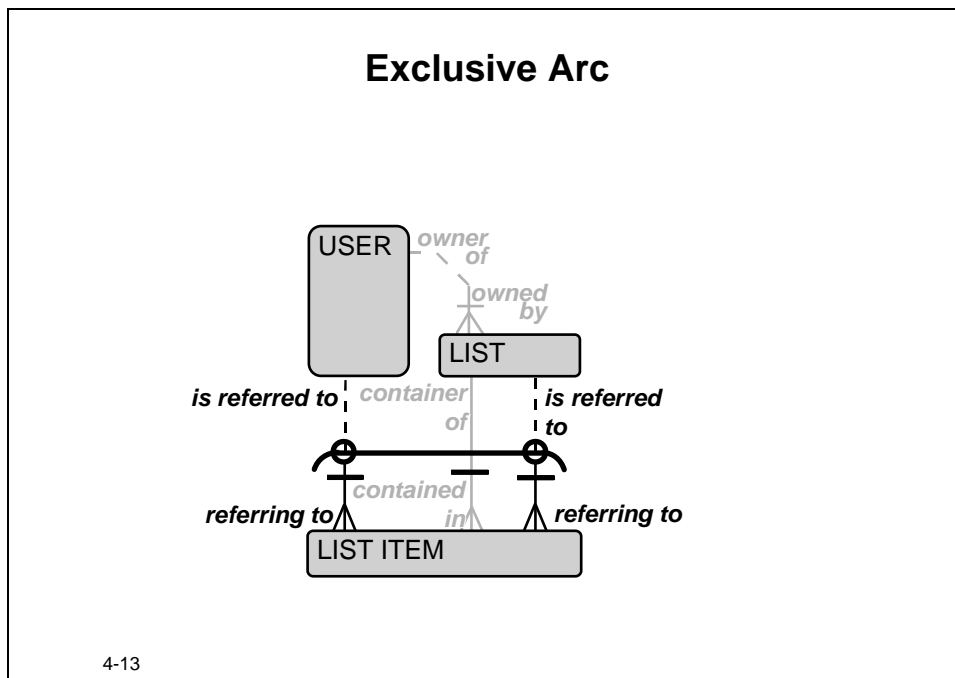 Exclusive Arc
USER
owner
of
owned
by
LIST
is referred to
container
of
is referred
to
contained
in
referring to
referring to
LIST ITEM
4-13